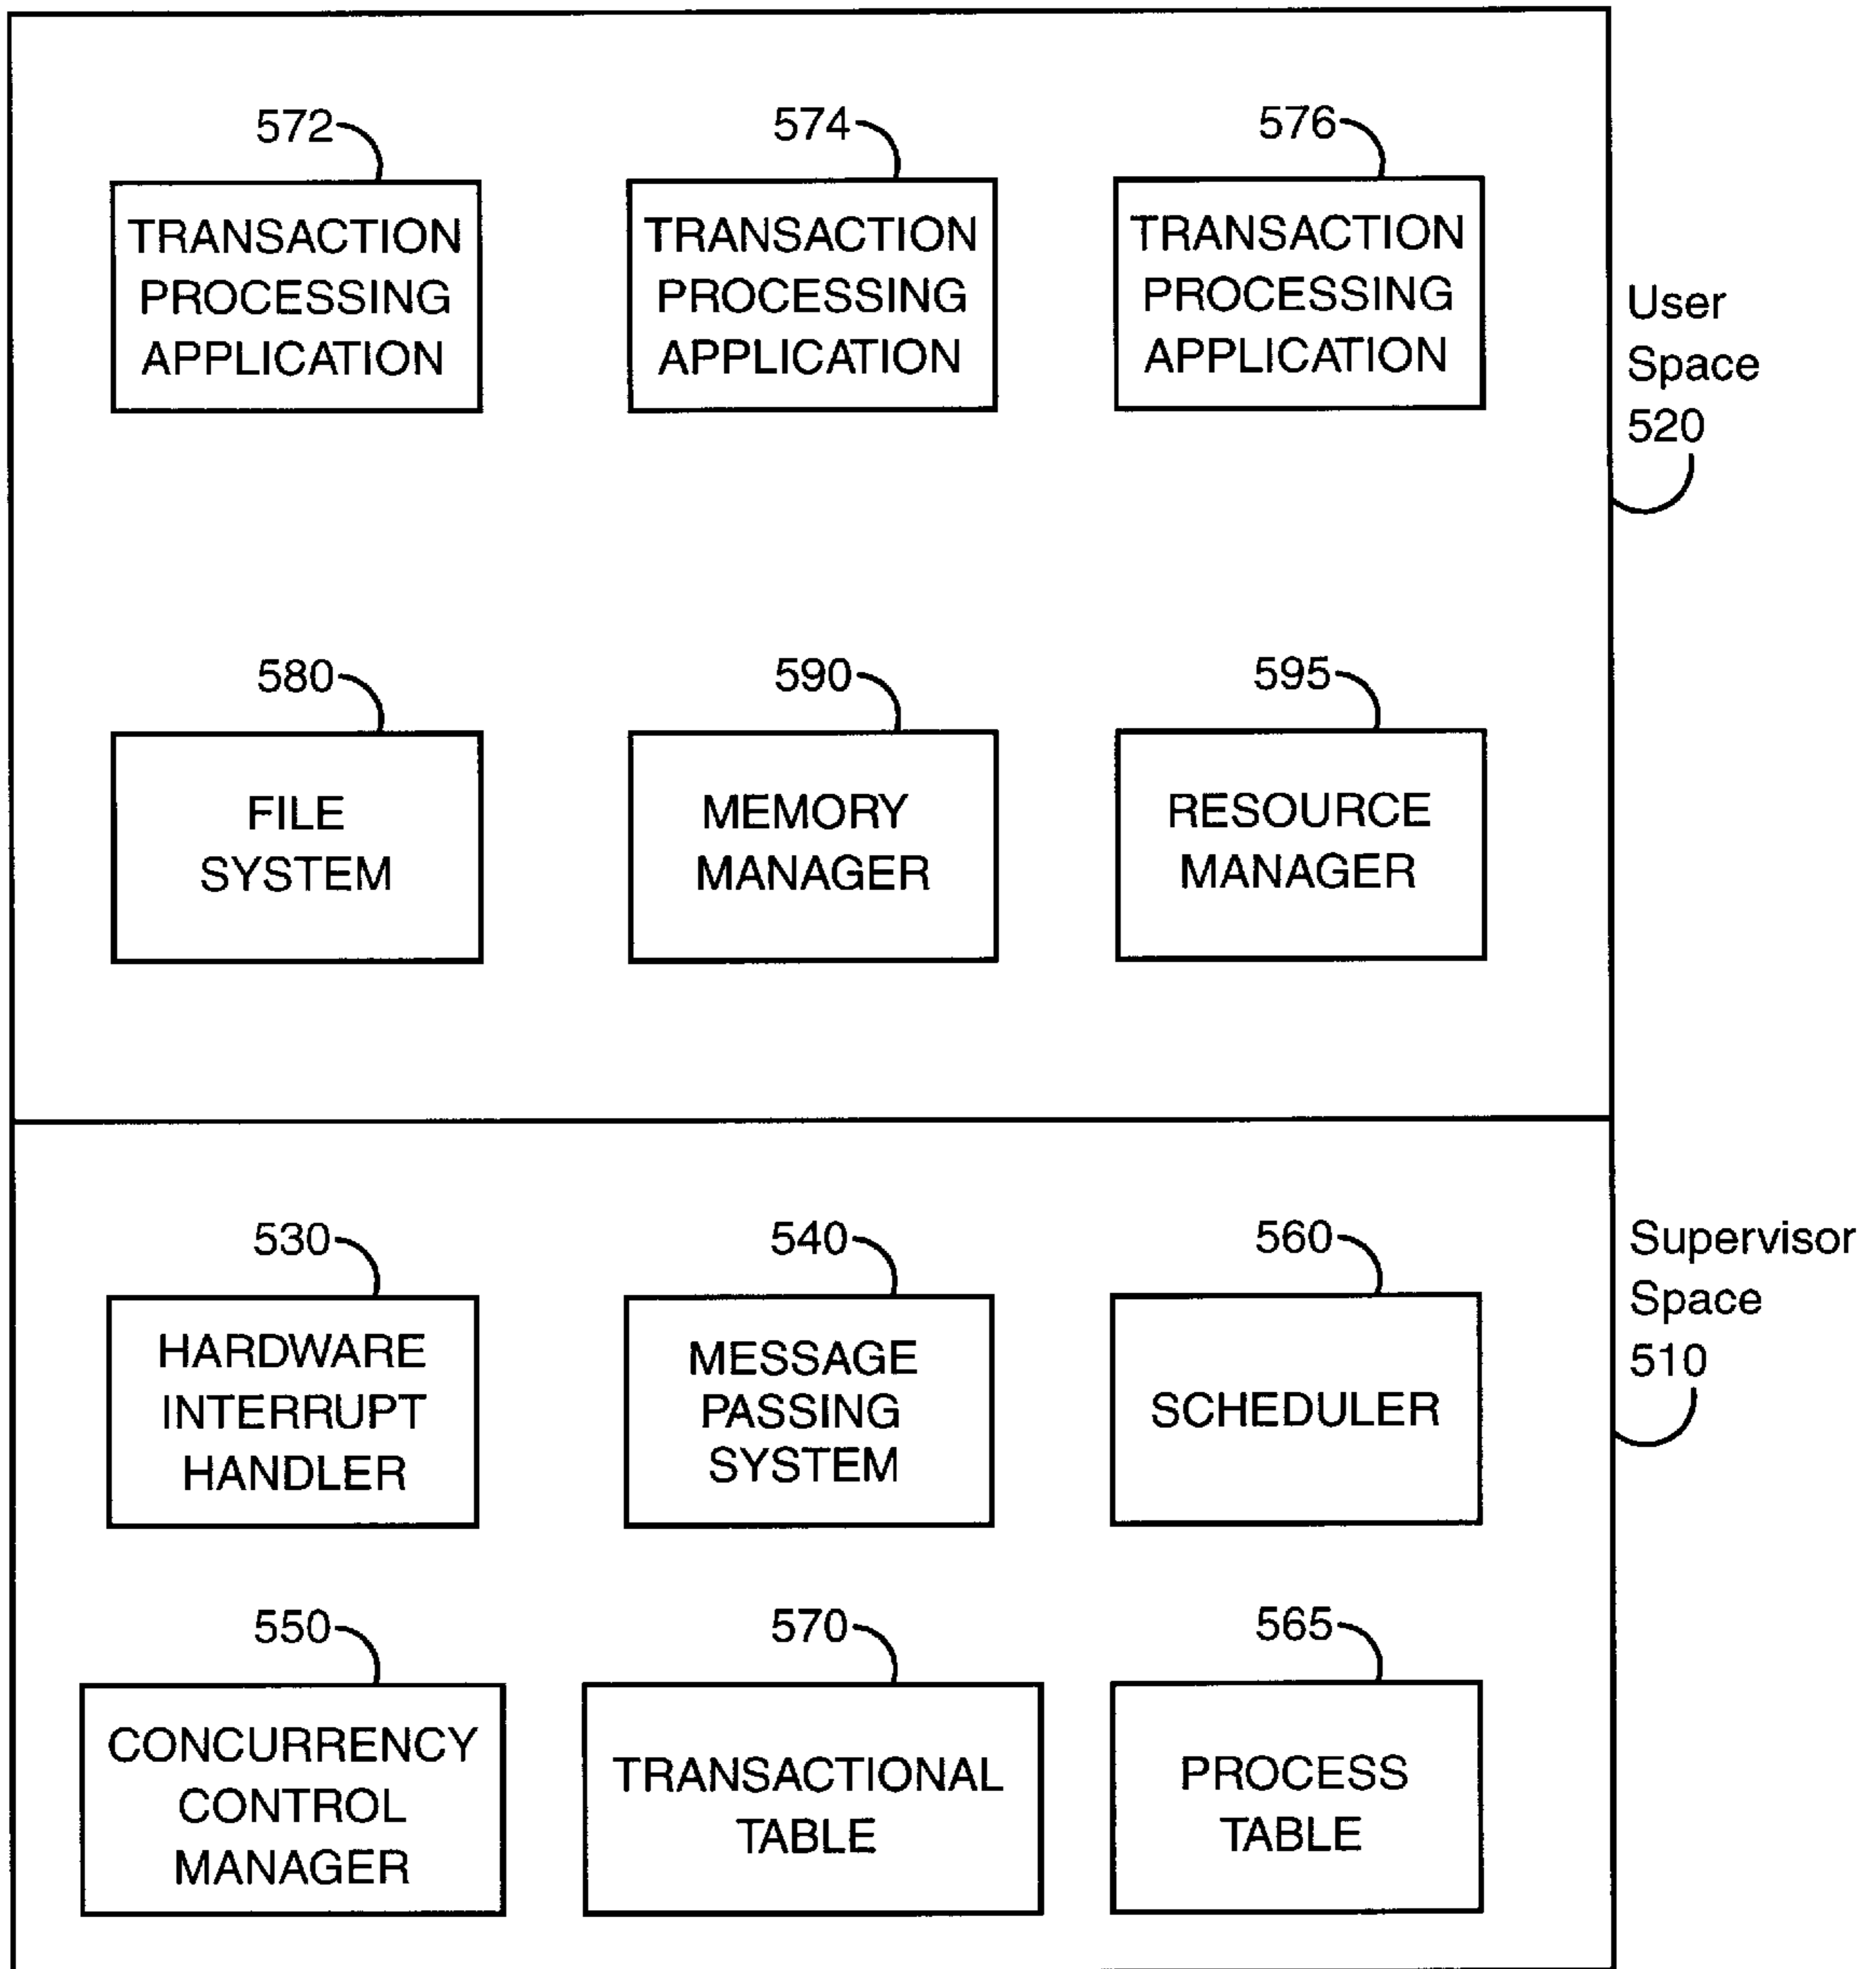 572
574
576
TRANSACTION
PROCESSING
APPLICATION
TRANSACTION
PROCESSING
APPLICATION
TRANSACTION
PROCESSING
APPLICATION
User
Space
520
580
590
595
FILE
SYSTEM
MEMORY
MANAGER
RESOURCE
MANAGER
530
540
560
Supervisor
Space
510
HARDWARE
INTERRUPT
HANDLER
MESSAGE
PASSING
SYSTEM
SCHEDULER
550
570
565
CONCURRENCY
CONTROL
MANAGER
TRANSACTIONAL
TABLE
PROCESS
TABLE